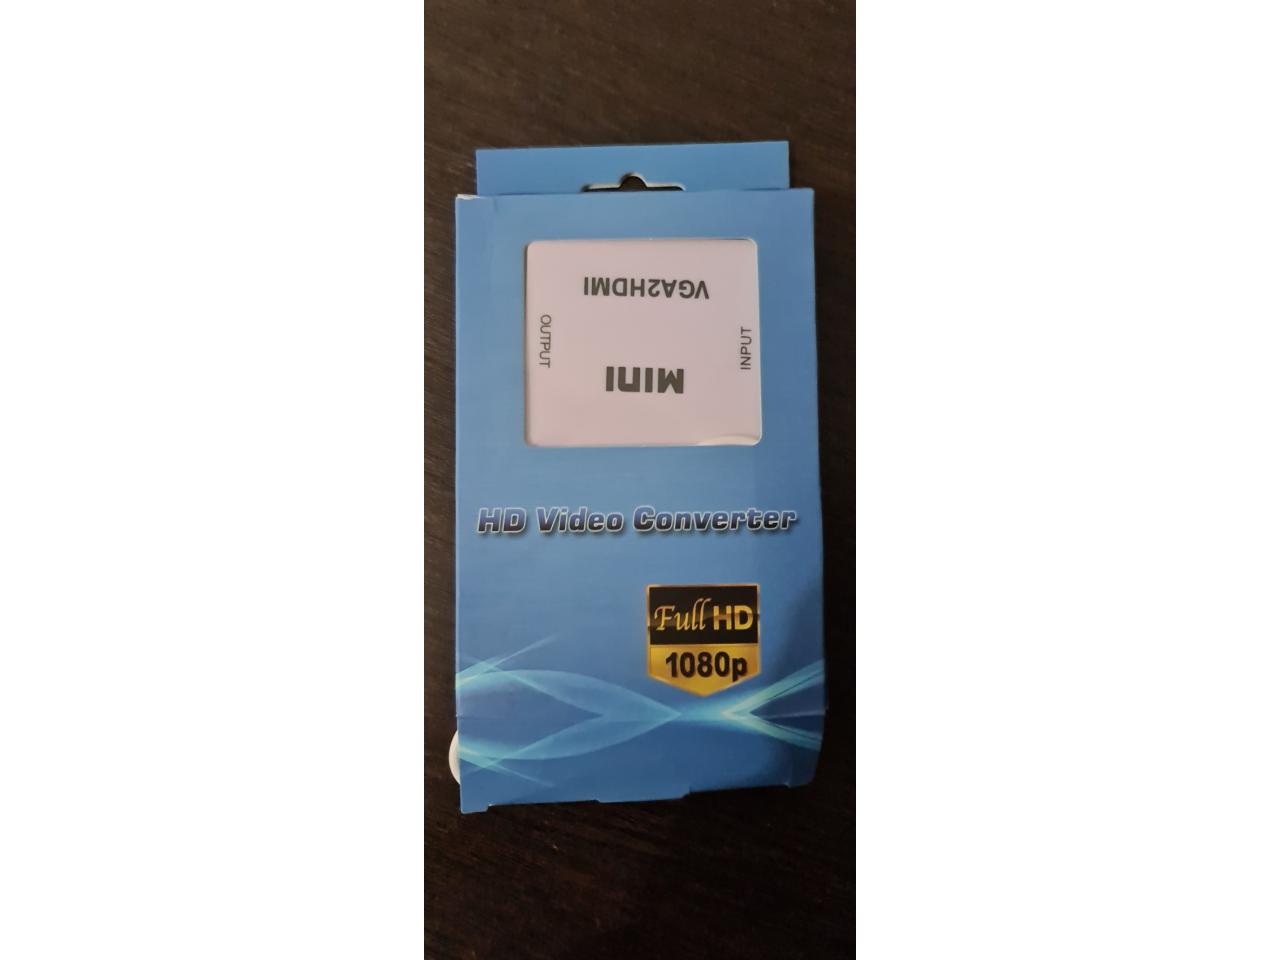 VGA2HDMI
OUTPUT
INPUT
MINI
HD Video Converter
Full HD
1080p